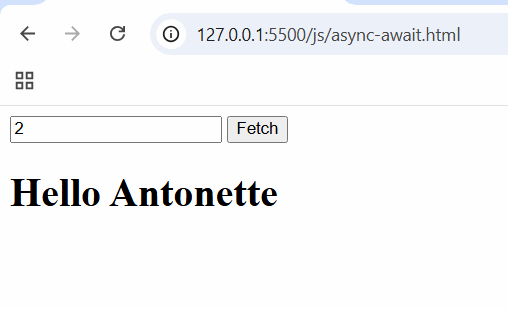 127.0.0.1:5500/js/async-await.html
2 Fetch
Hello Antonette